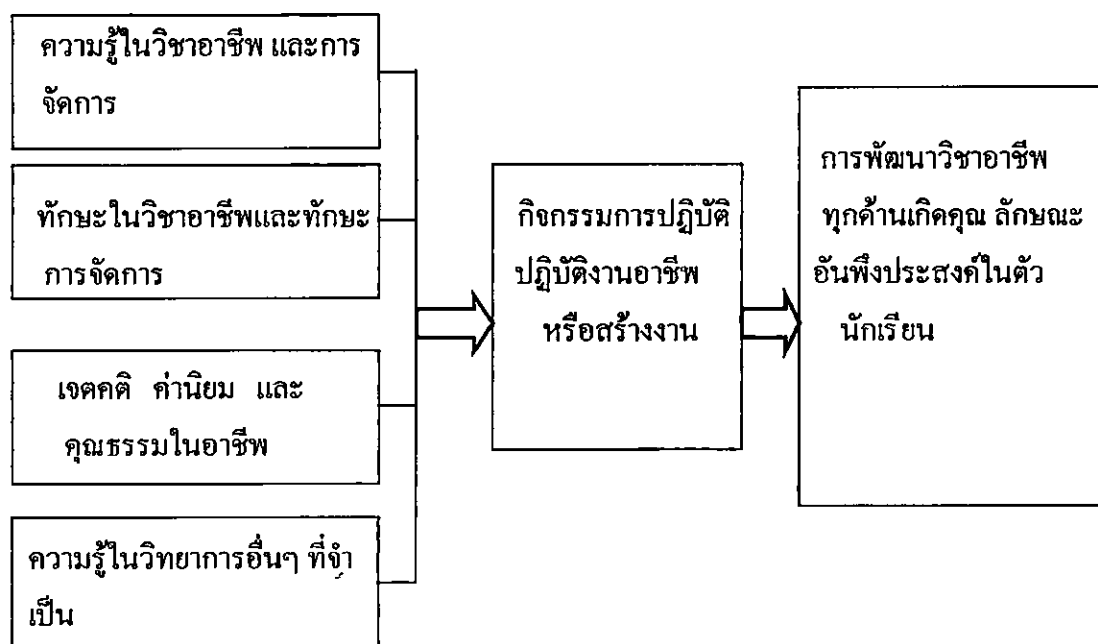 ความรู้ในวิชาอาชีพ และการ
จัดการ
ทักษะในวิชาอาชีพและทักษะ
การจัดการ
เจตคติ ค่านิยม และ
คุณธรรมในอาชีพ
ความรู้ในวิทยาการอื่นๆ ที่จำ
เป็น
กิจกรรมการปฏิบัติ
ปฏิบัติงานอาชีพ
หรือสร้างงาน
การพัฒนาวิชาอาชีพ
ทุกด้านเกิดคุณ ลักษณะ
อันพึงประสงค์ในตัว
นักเรียน